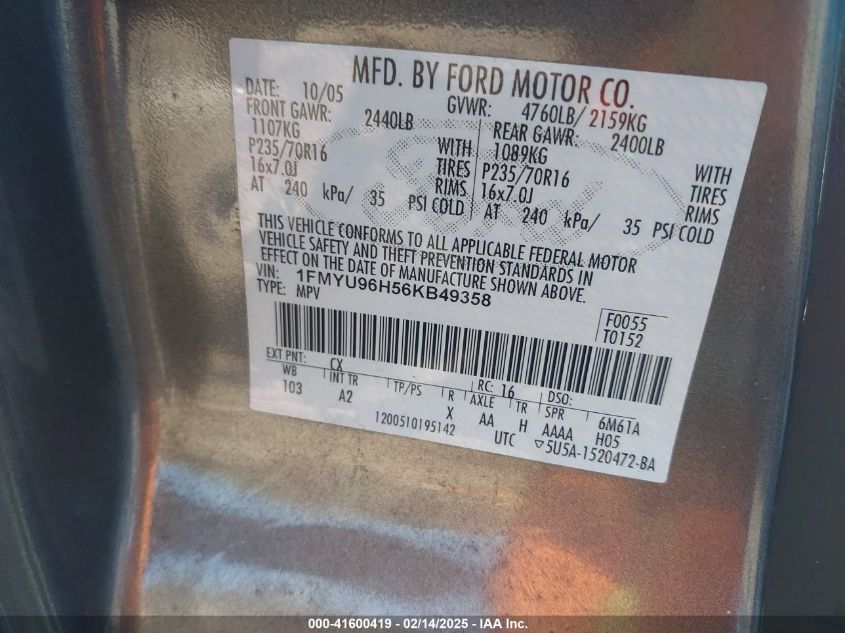 MFD. BY FORD MOTOR CO.
DATE: 10/05 GVWR: 4760LB/ 2159KG
FRONT GAWR: 2440LB REAR GAWR: 2400LB
1107KG WITH 1089KG WITH
P235/70R16 TIRES P235/70R16 TIRES
16x7.0J RIMS 16x7.0J RIMS
AT 240 kPa/ 35 PSI COLD AT 240 kPa/ 35 PSI COLD
THIS VEHICLE CONFORMS TO ALL APPLICABLE FEDERAL MOTOR
VEHICLE SAFETY AND THEFT PREVENTION STANDARDS IN
EFFECT ON THE DATE OF MANUFACTURE SHOWN ABOVE.
VIN: 1FMYU96H56KB49358
TYPE: MPV
F0055
T0152
EXT PNT: CX RC: 16 DSO:
WB INT TR TP/PS R AXLE TR SPR 6M61A
103 A2 X AA H AAAA H05
1200510195142 UTC 5U5A-1520472-BA
Ford
000-41600419 - 02/14/2025 - IAA Inc.